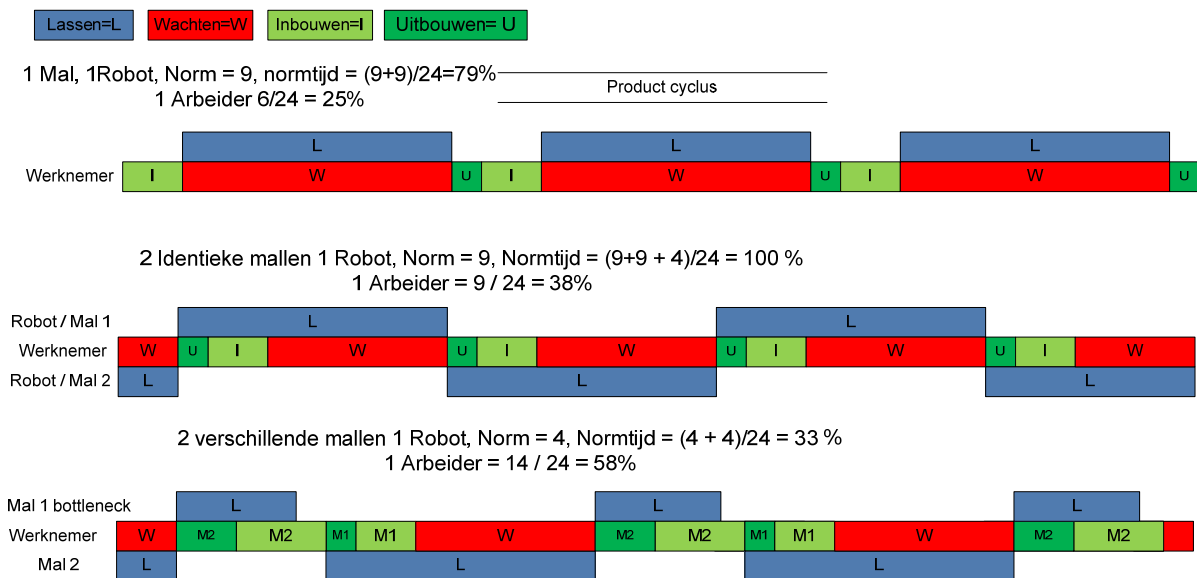 Lassen=L Wachten=W Inbouwen=I Uitbouwen= U
1 Mal, 1Robot, Norm = 9, normtijd = (9+9)/24=79%
1 Arbeider 6/24 = 25%
Product cyclus
L L L
Werknemer I W U I W U I W U
2 Identieke mallen 1 Robot, Norm = 9, Normtijd = (9+9 + 4)/24 = 100 %
1 Arbeider = 9 / 24 = 38%
Robot / Mal 1 L L
Werknemer W U I W U I W U I W U I W
Robot / Mal 2 L L L
2 verschillende mallen 1 Robot, Norm = 4, Normtijd = (4 + 4)/24 = 33 %
1 Arbeider = 14 / 24 = 58%
Mal 1 bottleneck L L L
Werknemer W M2 M2 M1 M1 W M2 M2 M1 M1 W M2 M2
Mal 2 L L L